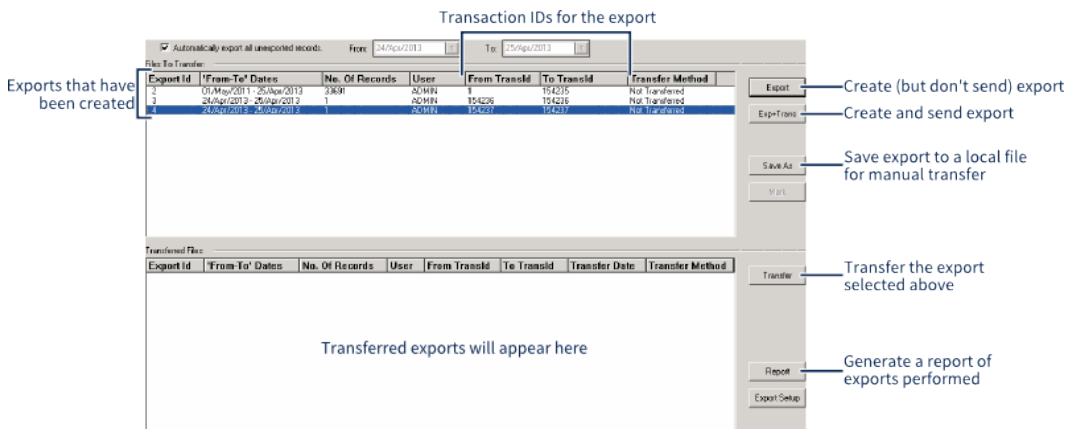 Transaction IDs for the export
Automatically export all unexported records. From: 24/Apr/2013 To: 25/Apr/2013
Files To Transfer:
Export Id "From-To" Dates No. Of Records User From TransId To TransId Transfer Method
2 01/May/2011 - 25/Apr/2013 33691 ADMIN 1 154235 Not Transferred
3 24/Apr/2013 - 25/Apr/2013 1 ADMIN 154236 154236 Not Transferred
4 24/Apr/2013 - 25/Apr/2013 1 ADMIN 154237 154237 Not Transferred
Exports that have
been created
Export
Create (but don't send) export
Exp+Trans
Create and send export
Save As
Save export to a local file
for manual transfer
Mark
Transferred Files:
Export Id "From-To" Dates No. Of Records User From TransId To TransId Transfer Date Transfer Method
Transfer
Transfer the export
selected above
Transferred exports will appear here
Report
Generate a report of
exports performed
Export Setup